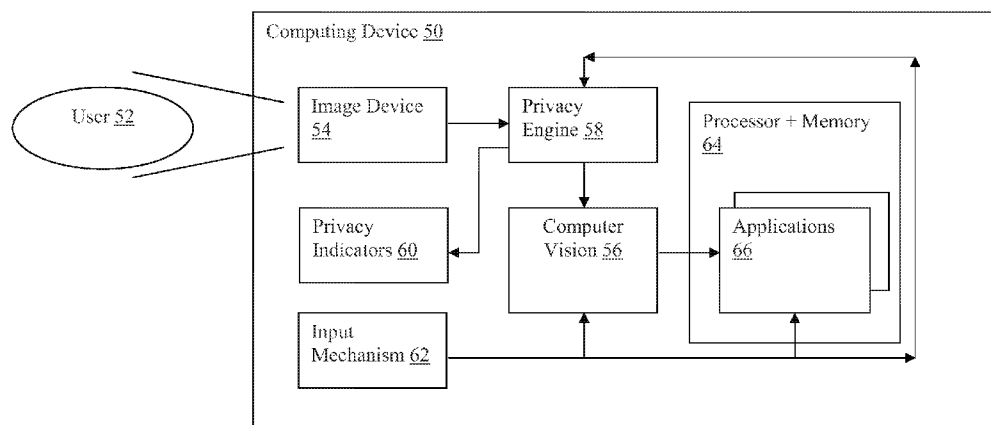 Computing Device 50
User 52
Image Device
54
Privacy
Engine 58
Processor + Memory
64
Privacy
Indicators 60
Computer
Vision 56
Applications
66
Input
Mechanism 62